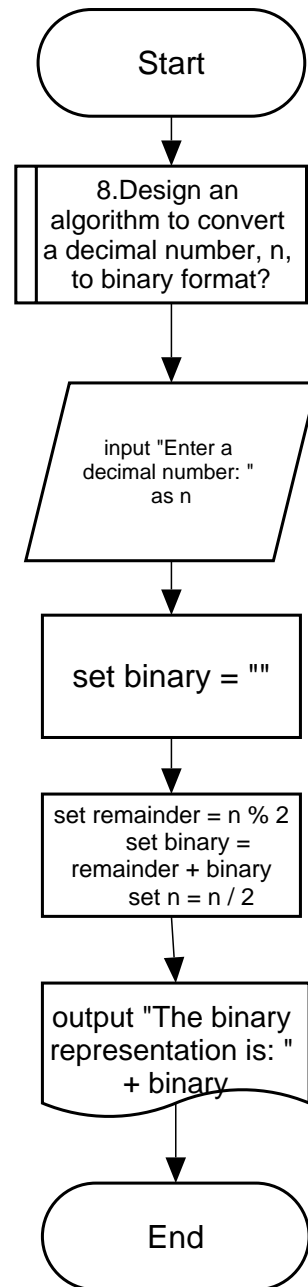 Start
8.Design an
algorithm to convert
a decimal number, n,
to binary format?
input "Enter a
decimal number: "
as n
set binary = ""
set remainder = n % 2
set binary =
remainder + binary
set n = n / 2
output "The binary
representation is: "
+ binary
End